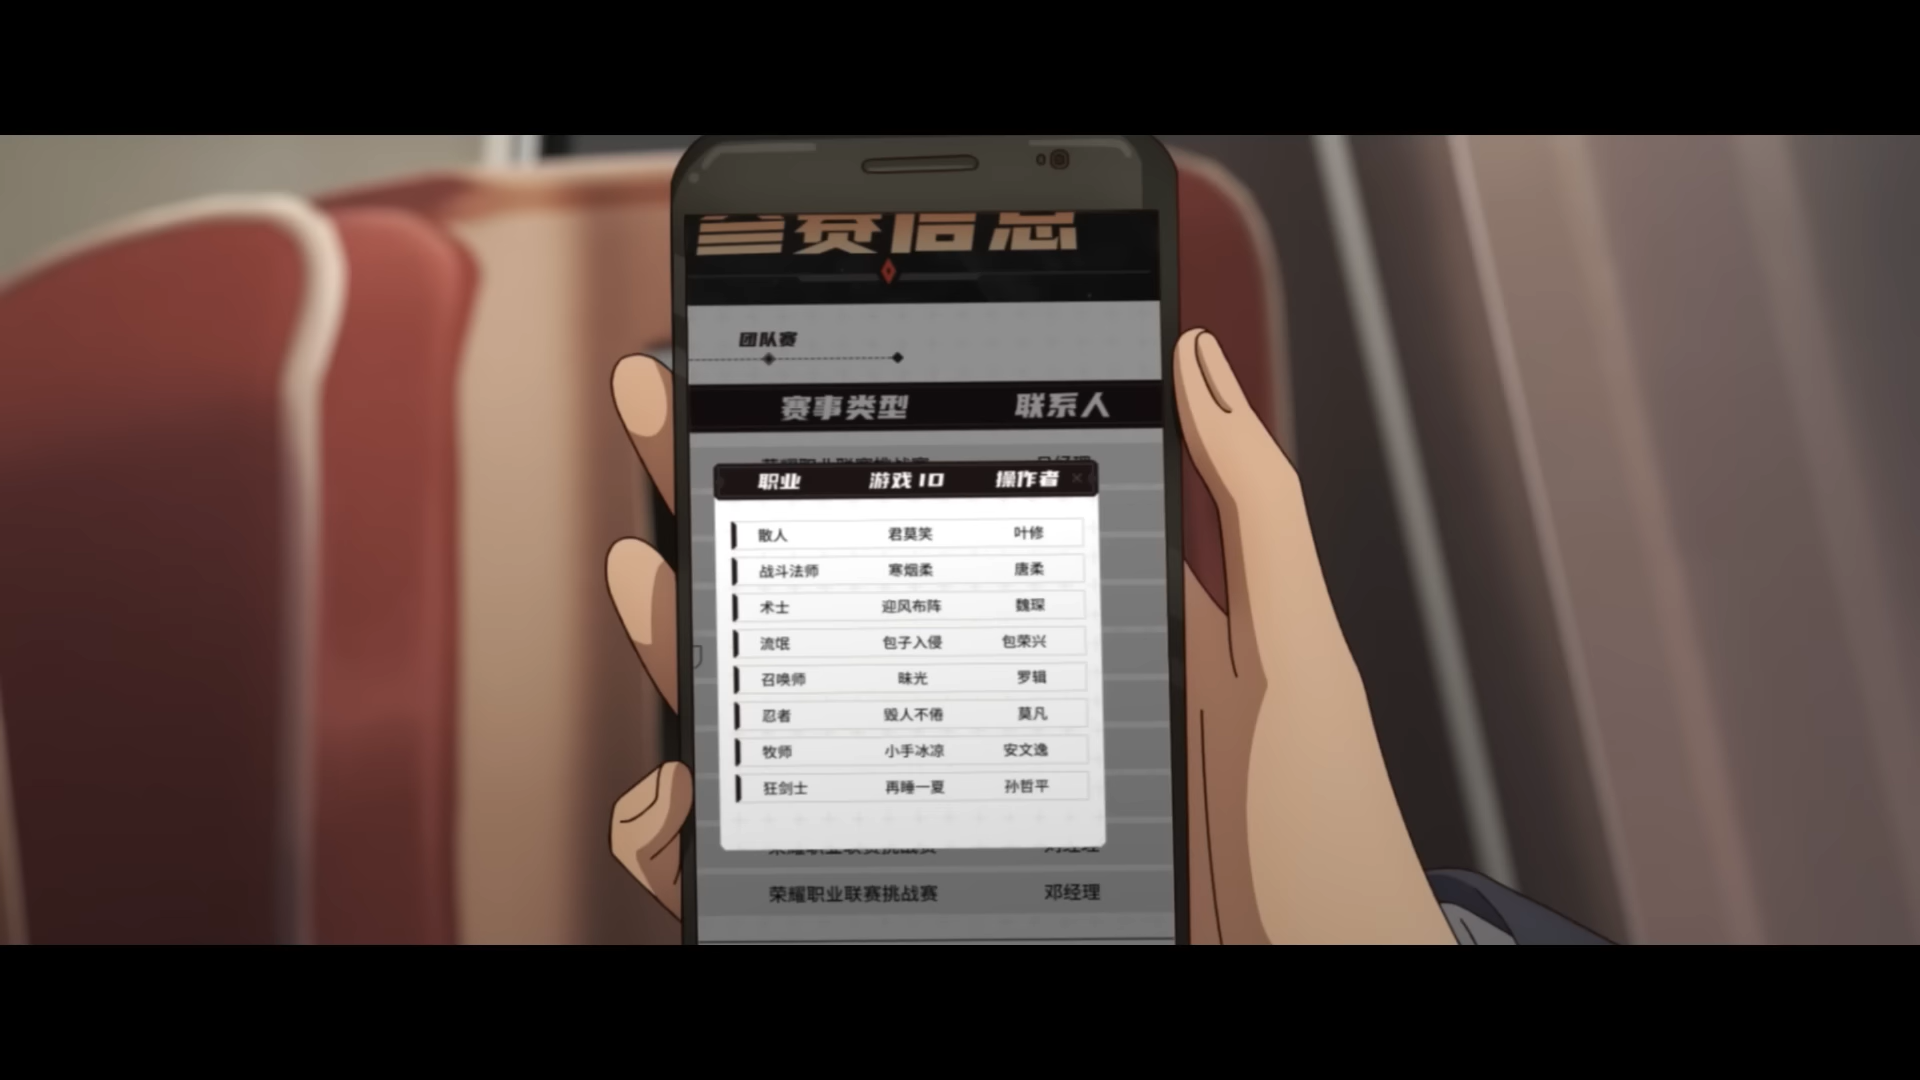 赛信息
团队赛
赛事类型 联系人
职业 游戏ID 操作者
散人 君莫笑 叶修
战斗法师 寒烟柔 唐柔
术士 迎风布阵 魏琛
流氓 包子入侵 包荣兴
召唤师 昧光 罗辑
忍者 毁人不倦 莫凡
牧师 小手冰凉 安文逸
狂剑士 再睡一夏 孙哲平
荣耀职业联赛挑战赛 邓经理